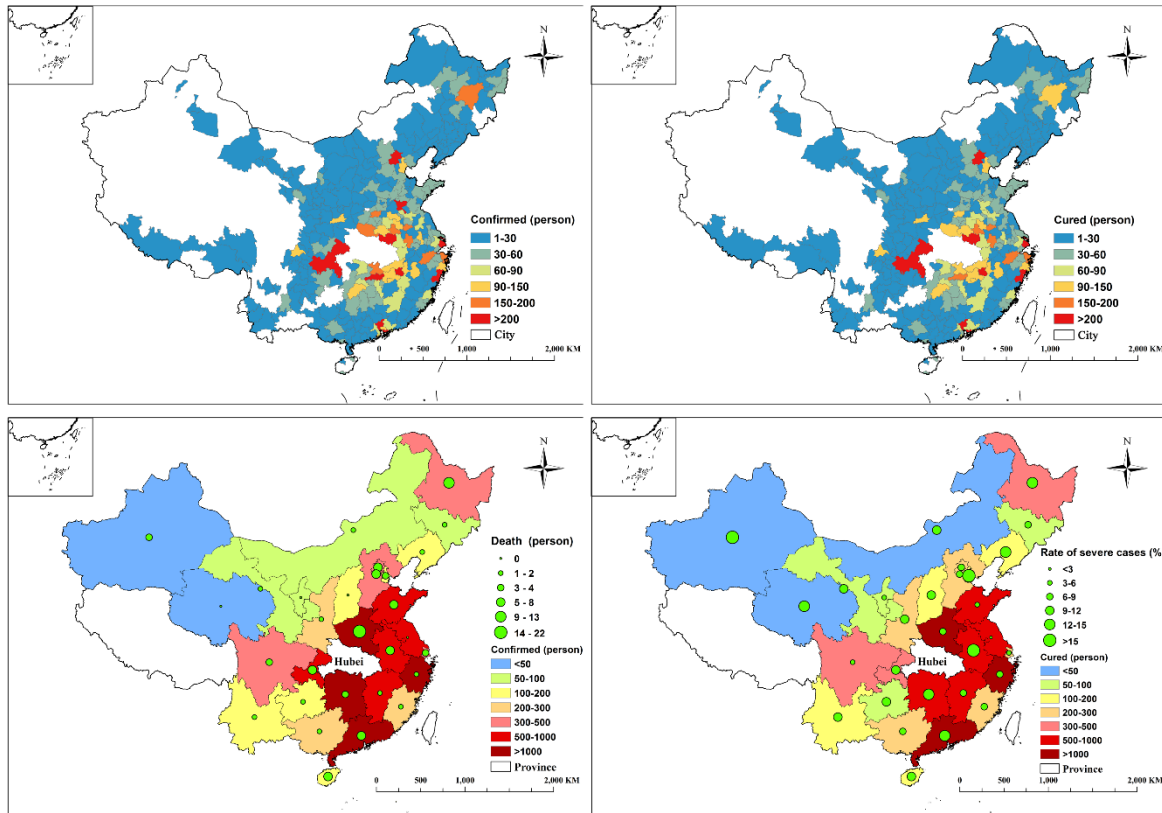 N
Confirmed (person)
1-30
30-60
60-90
90-150
150-200
>200
City
0 500 1,000 2,000 KM
N
Cured (person)
1-30
30-60
60-90
90-150
150-200
>200
City
0 500 1,000 2,000 KM
N
Death (person)
0
1 - 2
3 - 4
5 - 8
9 - 13
14 - 22
Confirmed (person)
<50
50-100
100-200
200-300
300-500
500-1000
>1000
Province
Hubei
0 500 1,000 2,000 KM
N
Rate of severe cases (%
<3
3-6
6-9
9-12
12-15
>15
Cured (person)
<50
50-100
100-200
200-300
300-500
500-1000
>1000
Province
Hubei
0 500 1,000 2,000 KM